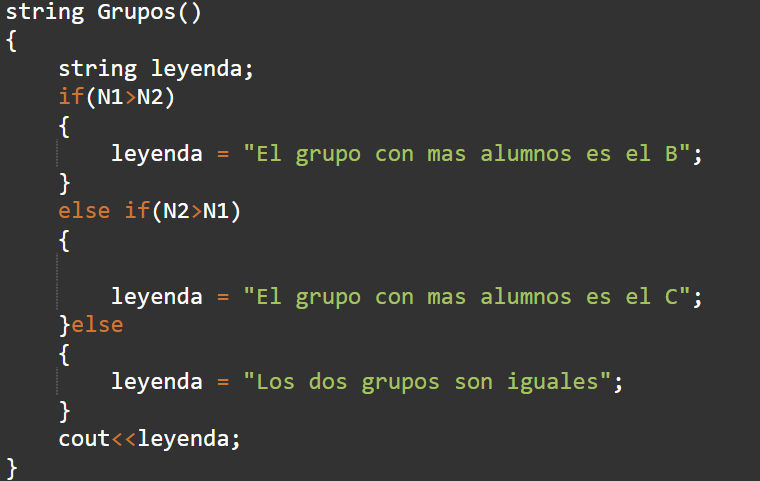 string Grupos()
{
    string leyenda;
    if(N1>N2)
    {
        leyenda = "El grupo con mas alumnos es el B";
    }
    else if(N2>N1)
    {

        leyenda = "El grupo con mas alumnos es el C";
    }else
    {
        leyenda = "Los dos grupos son iguales";
    }
    cout<<leyenda;
}